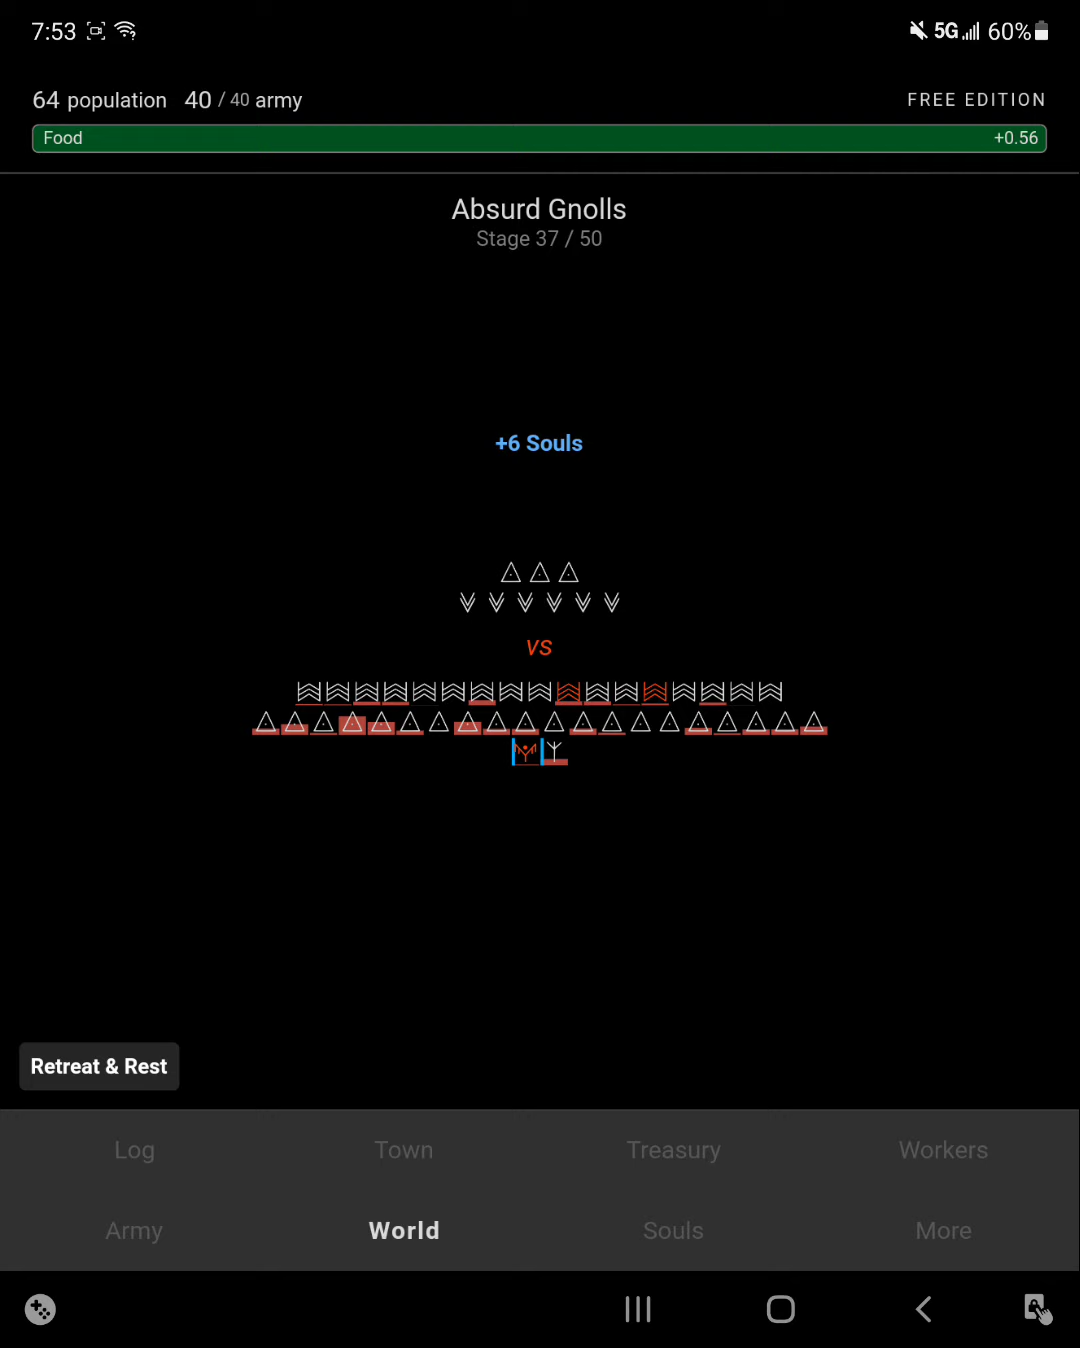 7:53 5G 60%
64 population 40 / 40 army FREE EDITION
Food +0.56
Absurd Gnolls
Stage 37 / 50
+6 Souls
VS
Retreat & Rest
Log Town Treasury Workers
Army World Souls More